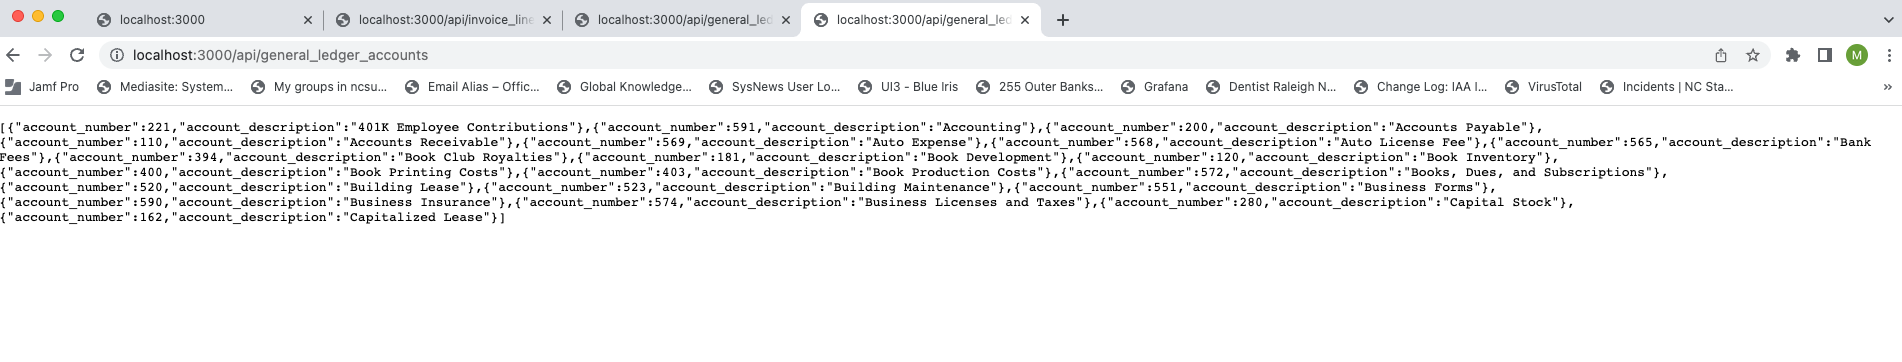 localhost:3000
localhost:3000/api/invoice_line
localhost:3000/api/general_led
localhost:3000/api/general_led
localhost:3000/api/general_ledger_accounts
M
Jamf Pro
Mediasite: System...
My groups in ncsu...
Email Alias – Offic...
Global Knowledge...
SysNews User Lo...
UI3 - Blue Iris
255 Outer Banks...
Grafana
Dentist Raleigh N...
Change Log: IAA I...
VirusTotal
Incidents | NC Sta...
»
[{"account_number":221,"account_description":"401K Employee Contributions"},{"account_number":591,"account_description":"Accounting"},{"account_number":200,"account_description":"Accounts Payable"},
{"account_number":110,"account_description":"Accounts Receivable"},{"account_number":569,"account_description":"Auto Expense"},{"account_number":568,"account_description":"Auto License Fee"},{"account_number":565,"account_description":"Bank
Fees"},{"account_number":394,"account_description":"Book Club Royalties"},{"account_number":181,"account_description":"Book Development"},{"account_number":120,"account_description":"Book Inventory"},
{"account_number":400,"account_description":"Book Printing Costs"},{"account_number":403,"account_description":"Book Production Costs"},{"account_number":572,"account_description":"Books, Dues, and Subscriptions"},
{"account_number":520,"account_description":"Building Lease"},{"account_number":523,"account_description":"Building Maintenance"},{"account_number":551,"account_description":"Business Forms"},
{"account_number":590,"account_description":"Business Insurance"},{"account_number":574,"account_description":"Business Licenses and Taxes"},{"account_number":280,"account_description":"Capital Stock"},
{"account_number":162,"account_description":"Capitalized Lease"}]